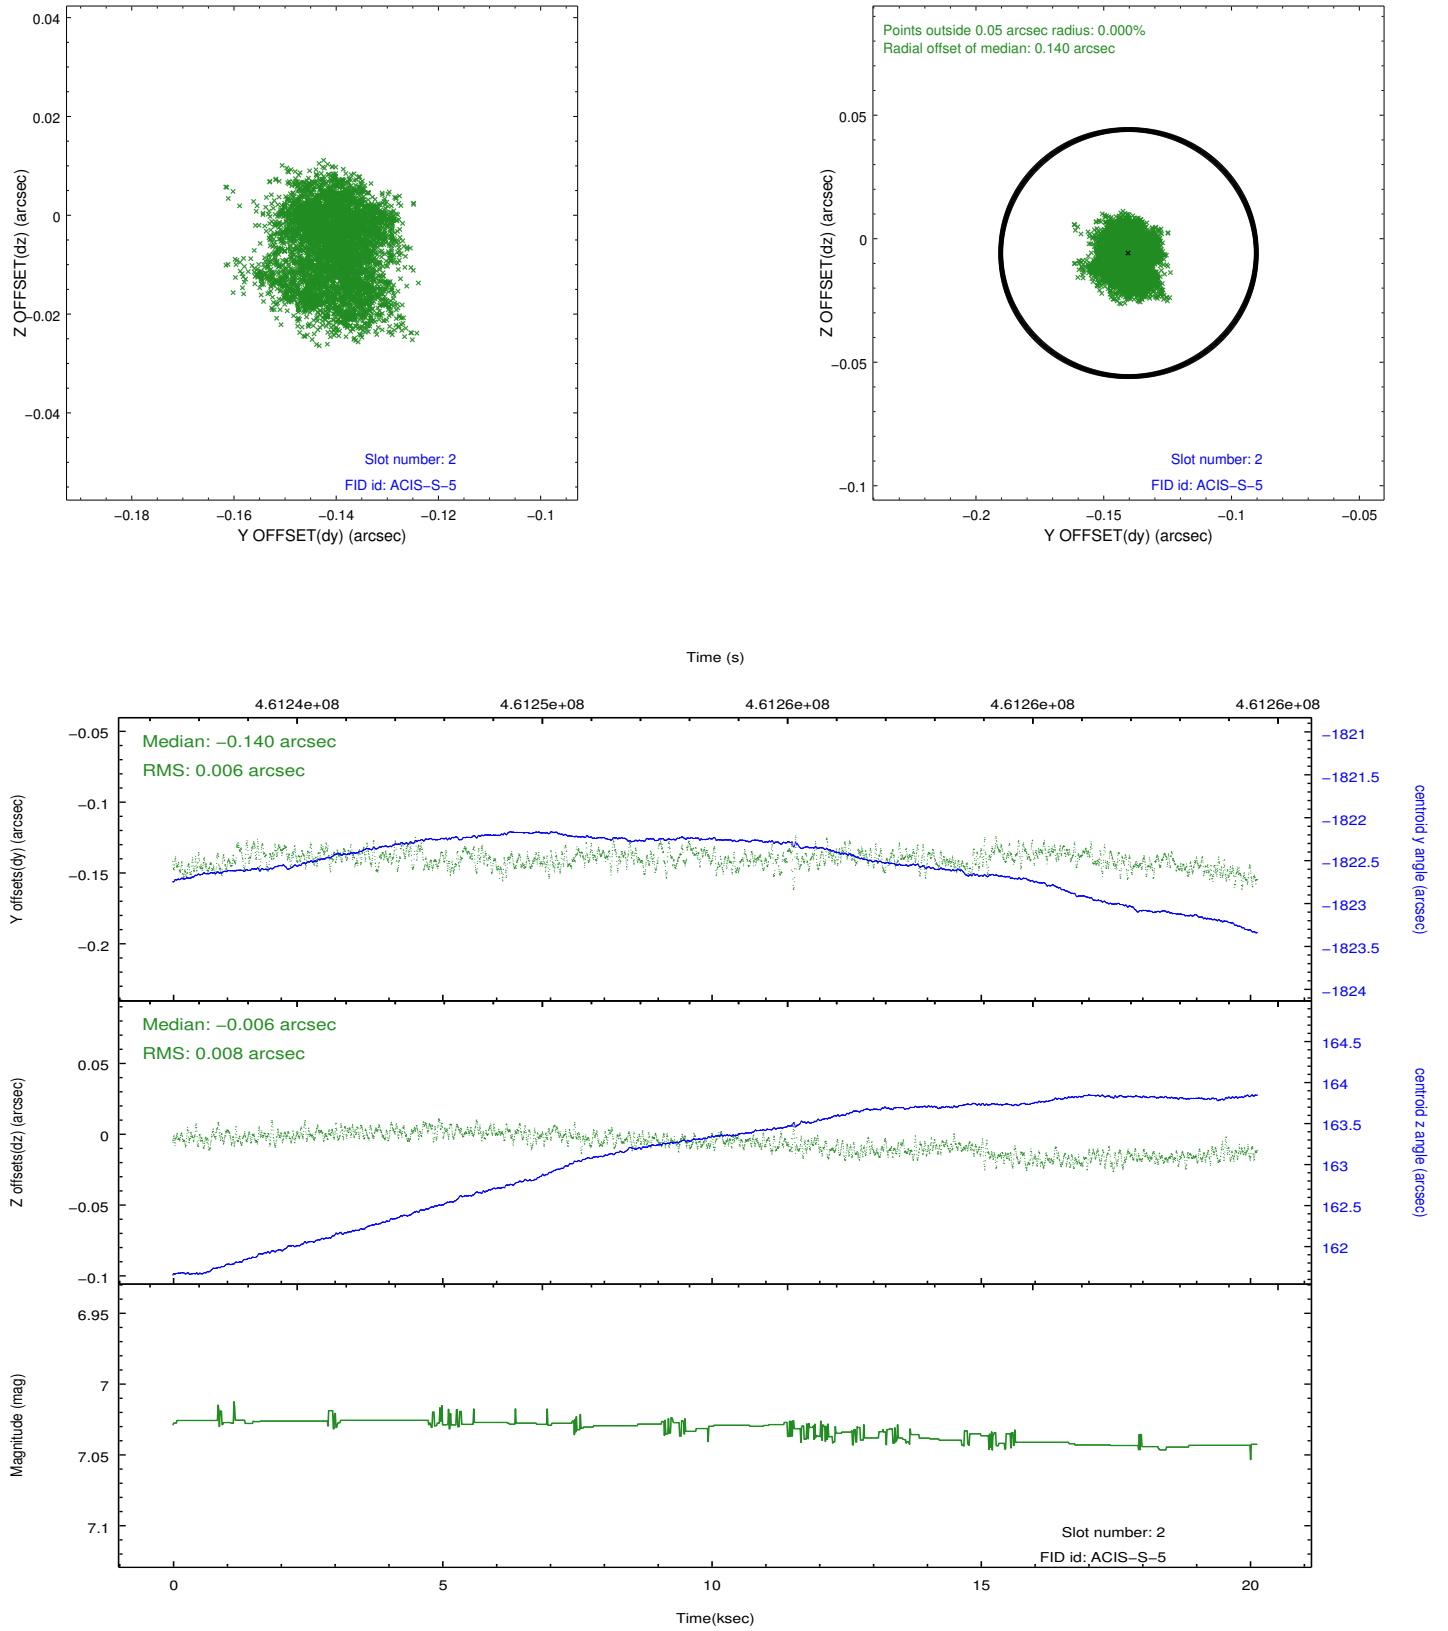 0.04
0.02
0
−0.02
−0.04
Z OFFSET(dz) (arcsec)
Slot number: 2
FID id: ACIS−S−5
−0.18
−0.16
−0.14
−0.12
−0.1
Y OFFSET(dy) (arcsec)
Points outside 0.05 arcsec radius: 0.000%
Radial offset of median: 0.140 arcsec
0.05
0
−0.05
−0.1
Z OFFSET(dz) (arcsec)
Slot number: 2
FID id: ACIS−S−5
−0.2
−0.15
−0.1
−0.05
Y OFFSET(dy) (arcsec)
Time (s)
4.6124e+08
4.6125e+08
4.6126e+08
4.6126e+08
4.6126e+08
Median: −0.140 arcsec
RMS: 0.006 arcsec
−0.05
−0.1
−0.15
−0.2
Y offsets(dy) (arcsec)
−1821
−1821.5
−1822
−1822.5
−1823
−1823.5
−1824
centroid y angle (arcsec)
Median: −0.006 arcsec
RMS: 0.008 arcsec
0.05
0
−0.05
−0.1
Z offsets(dz) (arcsec)
164.5
164
163.5
163
162.5
162
centroid z angle (arcsec)
6.95
7
7.05
7.1
Magnitude (mag)
Slot number: 2
FID id: ACIS−S−5
0
5
10
15
20
Time(ksec)